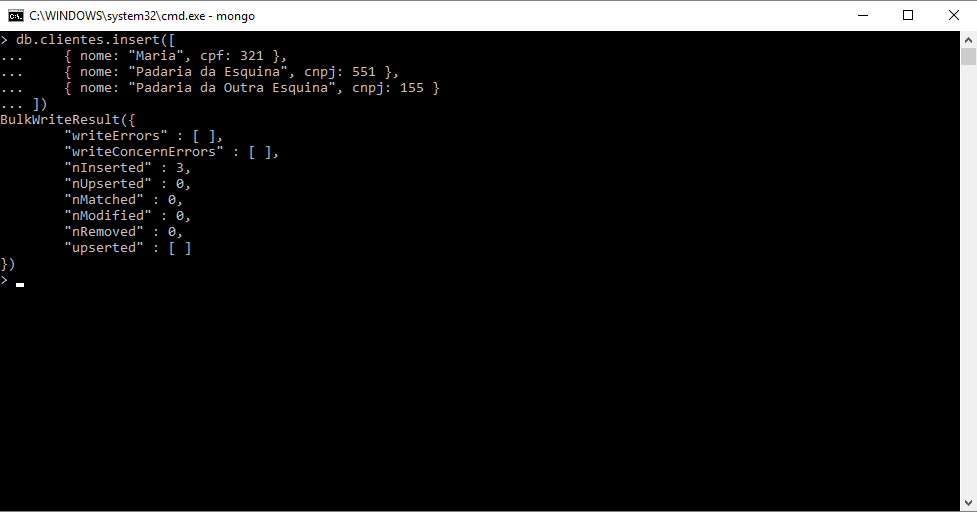 C:\WINDOWS\system32\cmd.exe - mongo
> db.clientes.insert([
...     { nome: "Maria", cpf: 321 },
...     { nome: "Padaria da Esquina", cnpj: 551 },
...     { nome: "Padaria da Outra Esquina", cnpj: 155 }
... ])
BulkWriteResult({
        "writeErrors" : [ ],
        "writeConcernErrors" : [ ],
        "nInserted" : 3,
        "nUpserted" : 0,
        "nMatched" : 0,
        "nModified" : 0,
        "nRemoved" : 0,
        "upserted" : [ ]
})
>